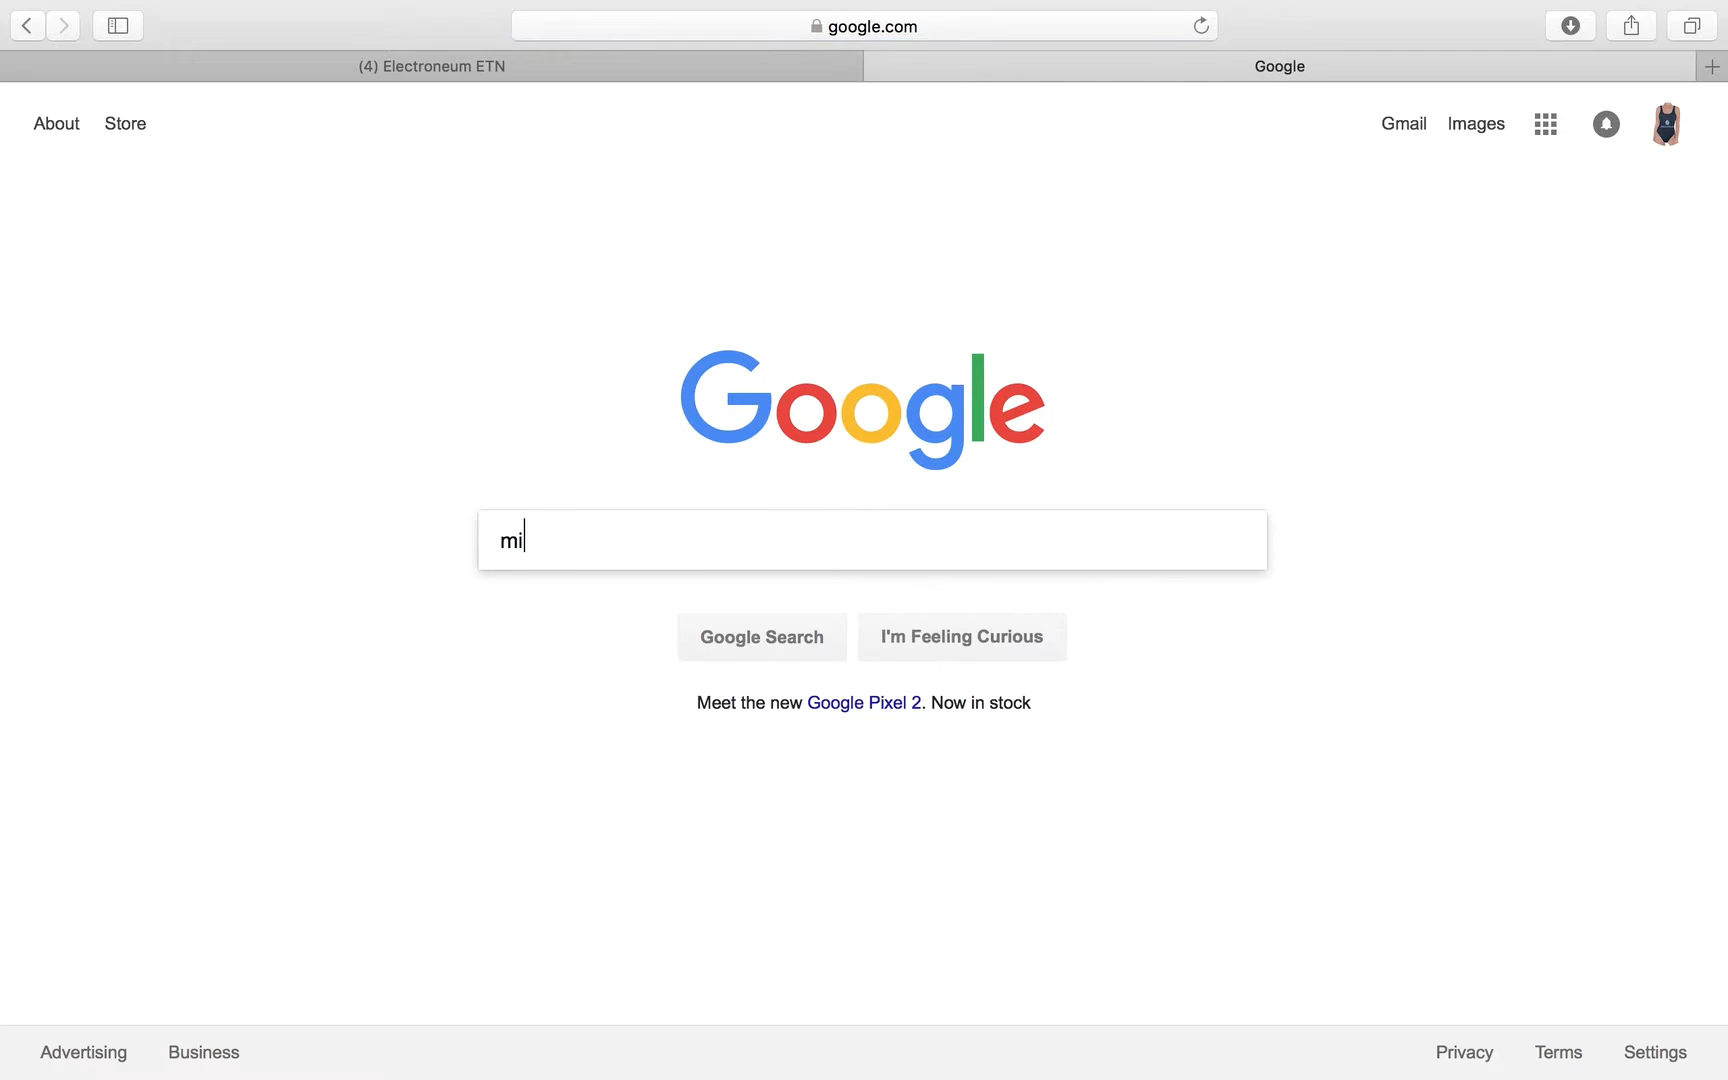 google.com
(4) Electroneum ETN
Google
About Store
Gmail Images
Google
mi
Google Search
I'm Feeling Curious
Meet the new Google Pixel 2. Now in stock
Advertising Business
Privacy Terms Settings